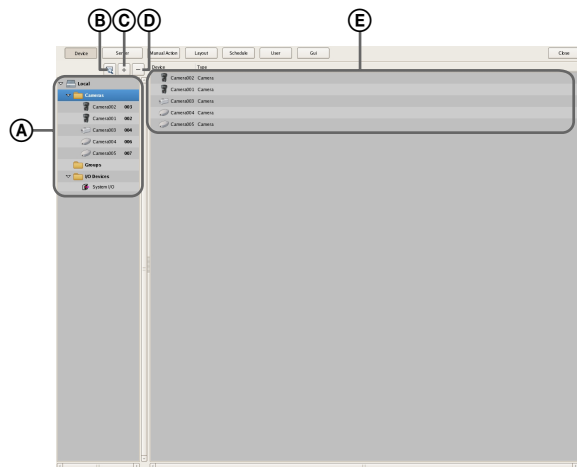 B C D E
Device Server Manual/Action Layout Schedule User Gui Close
Device Type
Local
Cameras
Camera002 003
Camera001 002
Camera003 004
Camera004 006
Camera005 007
Groups
I/O Devices
System I/O
A
Camera002 Camera
Camera001 Camera
Camera003 Camera
Camera004 Camera
Camera005 Camera